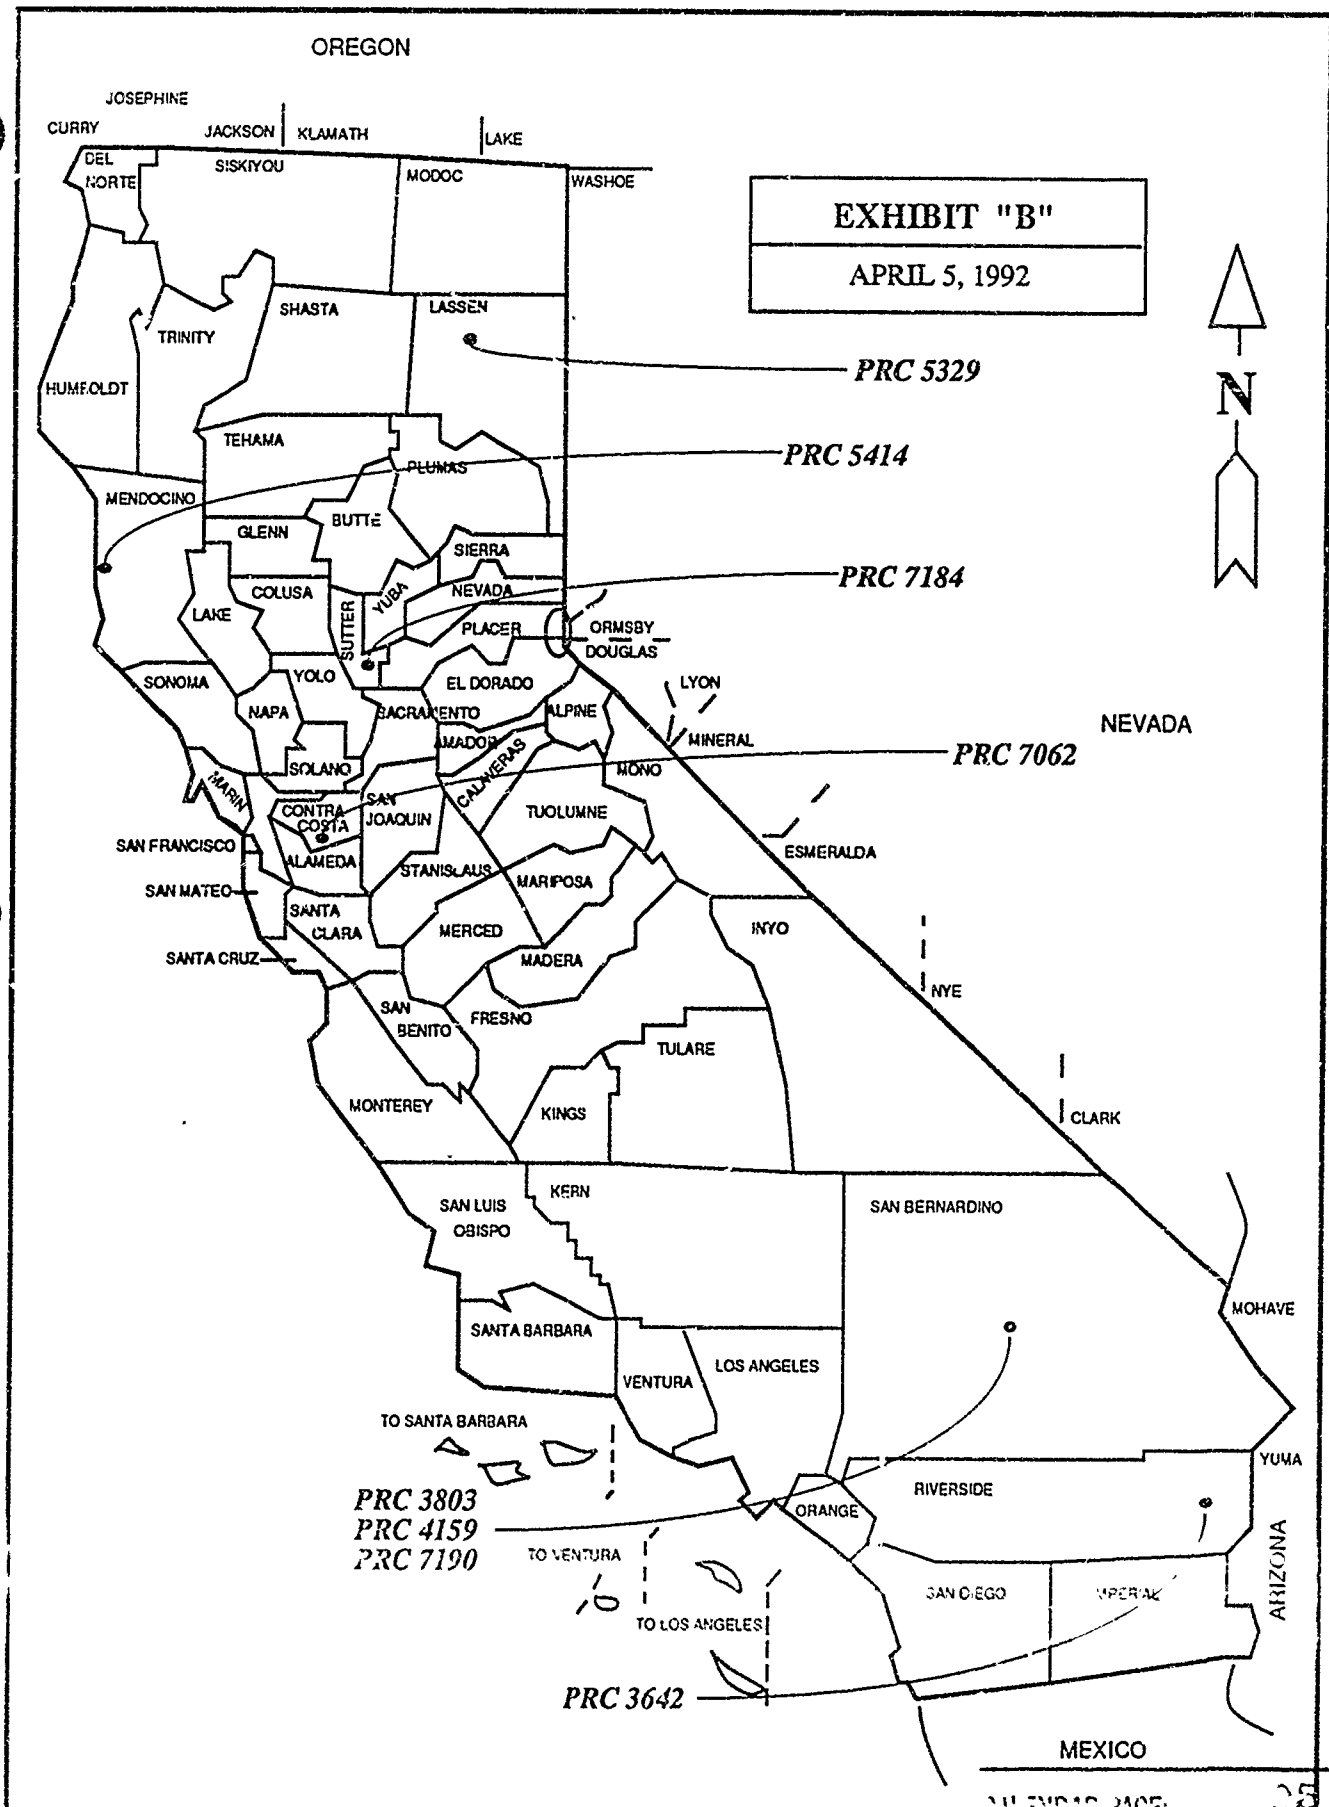 OREGON
JOSEPHINE
CURRY
JACKSON
KLAMATH
LAKE
DEL
NORTE
SISKIYOU
MODOC
WASHOE
EXHIBIT "B"
APRIL 5, 1992
N
SHASTA
LASSEN
TRINITY
HUMBOLDT
PRC 5329
TEHAMA
PLUMAS
PRC 5414
MENDOCINO
GLENN
BUTTE
SIERRA
COLUSA
YUBA
NEVADA
PRC 7184
LAKE
SUTTER
PLACER
ORMSBY
DOUGLAS
SONOMA
YOLO
EL DORADO
LYON
NAPA
SACRAMENTO
ALPINE
NEVADA
AMADOR
MINERAL
PRC 7062
SOLANO
CALAVERAS
MONO
MARIN
CONTRA
COSTA
SAN
JOAQUIN
TUOLUMNE
SAN FRANCISCO
ALAMEDA
ESMERALDA
STANISLAUS
MARIPOSA
SAN MATEO
SANTA
CLARA
MERCED
INYO
SANTA CRUZ
MADERA
NYE
SAN
BENITO
FRESNO
TULARE
MONTEREY
KINGS
CLARK
KERN
SAN LUIS
OBISPO
SAN BERNARDINO
MOHAVE
SANTA BARBARA
VENTURA
LOS ANGELES
TO SANTA BARBARA
YUMA
PRC 3803
PRC 4159
PRC 7190
RIVERSIDE
ORANGE
TO VENTURA
ARIZONA
SAN DIEGO
IMPERIAL
TO LOS ANGELES
PRC 3642
MEXICO